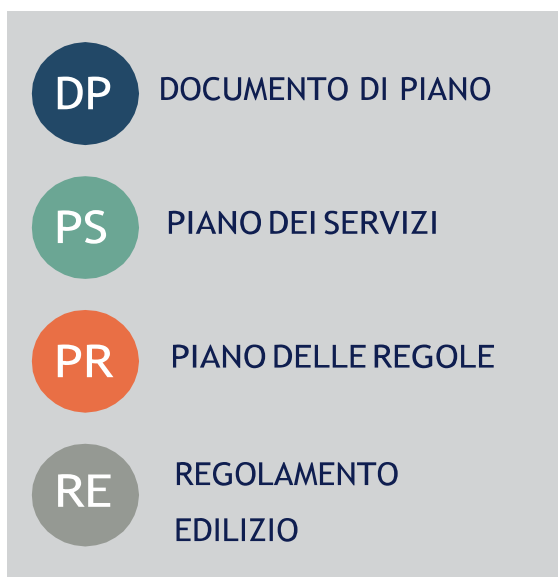 DP DOCUMENTO DI PIANO
PS PIANO DEI SERVIZI
PR PIANO DELLE REGOLE
RE REGOLAMENTO
EDILIZIO